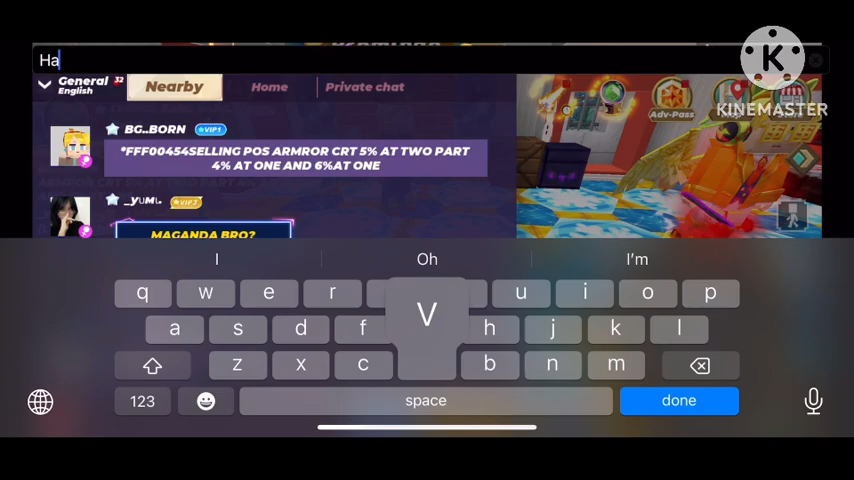 Ha
General 32
English
Nearby
Home
Private chat
BG..BORN VIP1
*FFF00454SELLING POS ARMROR CRT 5% AT TWO PART
4% AT ONE AND 6%AT ONE
VIP2
MAGANDA BRO?
Adv-Pass
K
KINEMASTER
I Oh I'm
q w e r u i o p
a s d f V h j k l
z x c b n m
123 space done